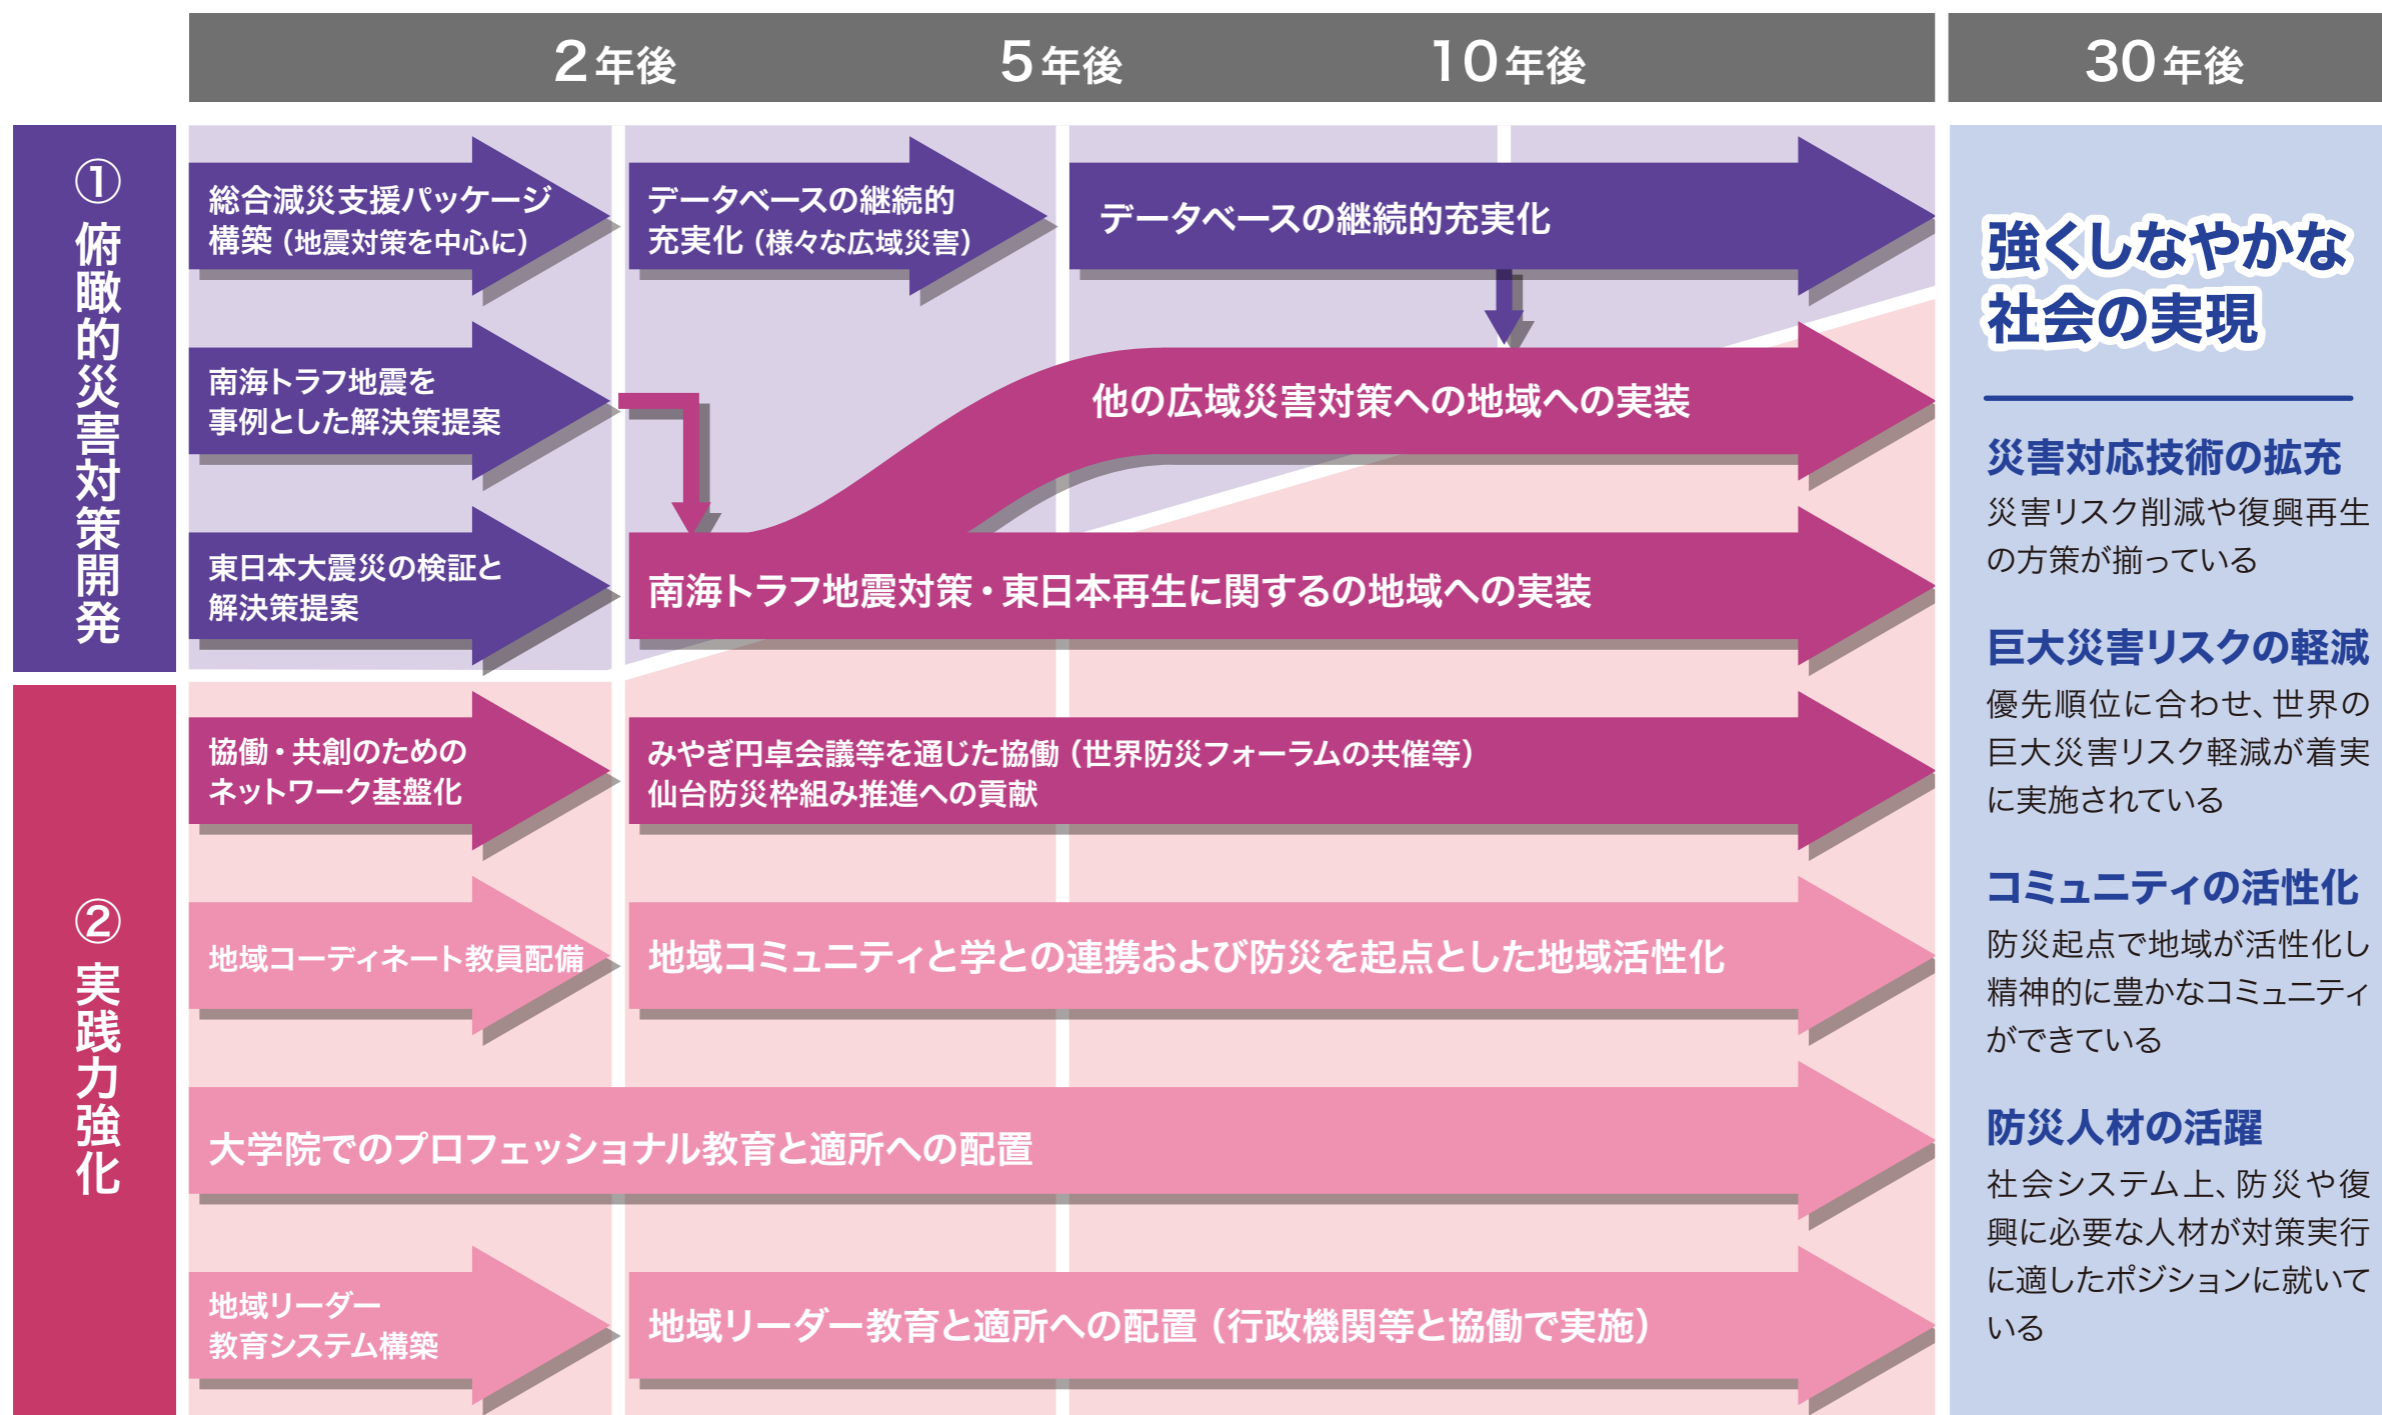 2年後
5年後
10年後
30年後
① 俯瞰的災害対策開発
総合減災支援パッケージ
構築（地震対策を中心に）
データベースの継続的
充実化（様々な広域災害）
データベースの継続的充実化
南海トラフ地震を
事例とした解決策提案
他の広域災害対策への地域への実装
東日本大震災の検証と
解決策提案
南海トラフ地震対策・東日本再生に関するの地域への実装
② 実践力強化
協働・共創のための
ネットワーク基盤化
みやぎ円卓会議等を通じた協働（世界防災フォーラムの共催等）
仙台防災枠組み推進への貢献
地域コーディネート教員配備
地域コミュニティと学との連携および防災を起点とした地域活性化
大学院でのプロフェッショナル教育と適所への配置
地域リーダー
教育システム構築
地域リーダー教育と適所への配置（行政機関等と協働で実施）
強くしなやかな
社会の実現
災害対応技術の拡充
災害リスク削減や復興再生
の方策が揃っている
巨大災害リスクの軽減
優先順位に合わせ、世界の
巨大災害リスク軽減が着実
に実施されている
コミュニティの活性化
防災起点で地域が活性化し
精神的に豊かなコミュニティ
ができている
防災人材の活躍
社会システム上、防災や復
興に必要な人材が対策実行
に適したポジションに就いて
いる